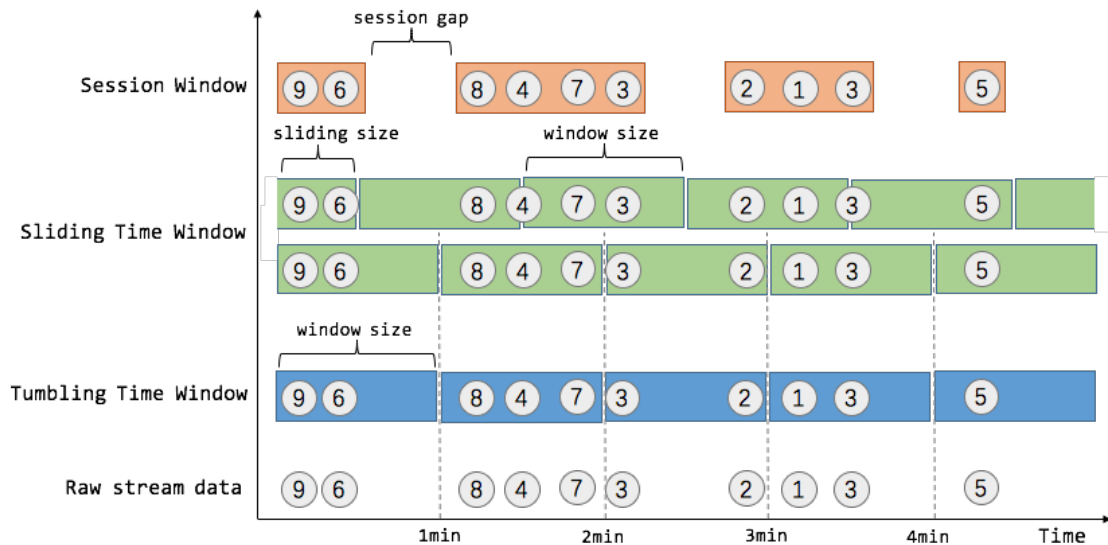 session gap
Session Window 9 6 8 4 7 3 2 1 3 5
sliding size window size
9 6 8 4 7 3 2 1 3 5
Sliding Time Window
9 6 8 4 7 3 2 1 3 5
window size
Tumbling Time Window 9 6 8 4 7 3 2 1 3 5
Raw stream data 9 6 8 4 7 3 2 1 3 5
1min 2min 3min 4min Time